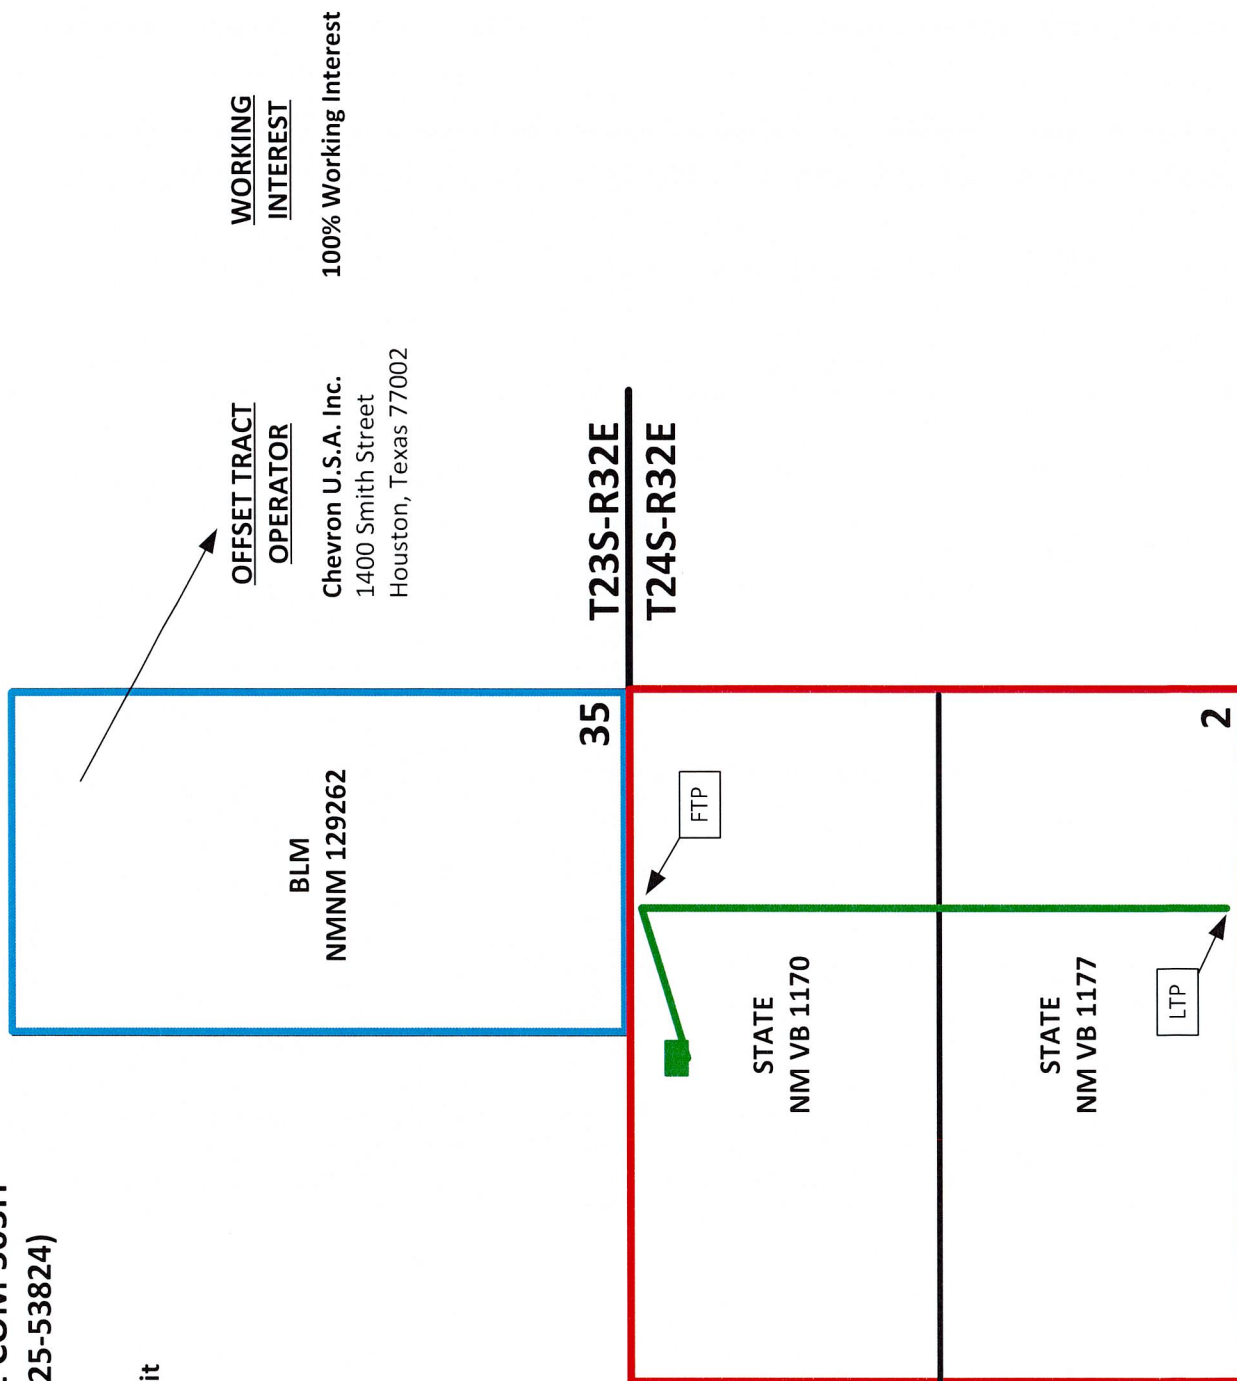 COM
25-53824)
it
OFFSET TRACT
OPERATOR
Chevron U.S.A. Inc.
1400 Smith Street
Houston, Texas 77002
WORKING
INTEREST
100% Working Interest
BLM
NMNM 129262
35
T23S-R32E
T24S-R32E
FTP
STATE
NM VB 1170
STATE
NM VB 1177
LTP
2